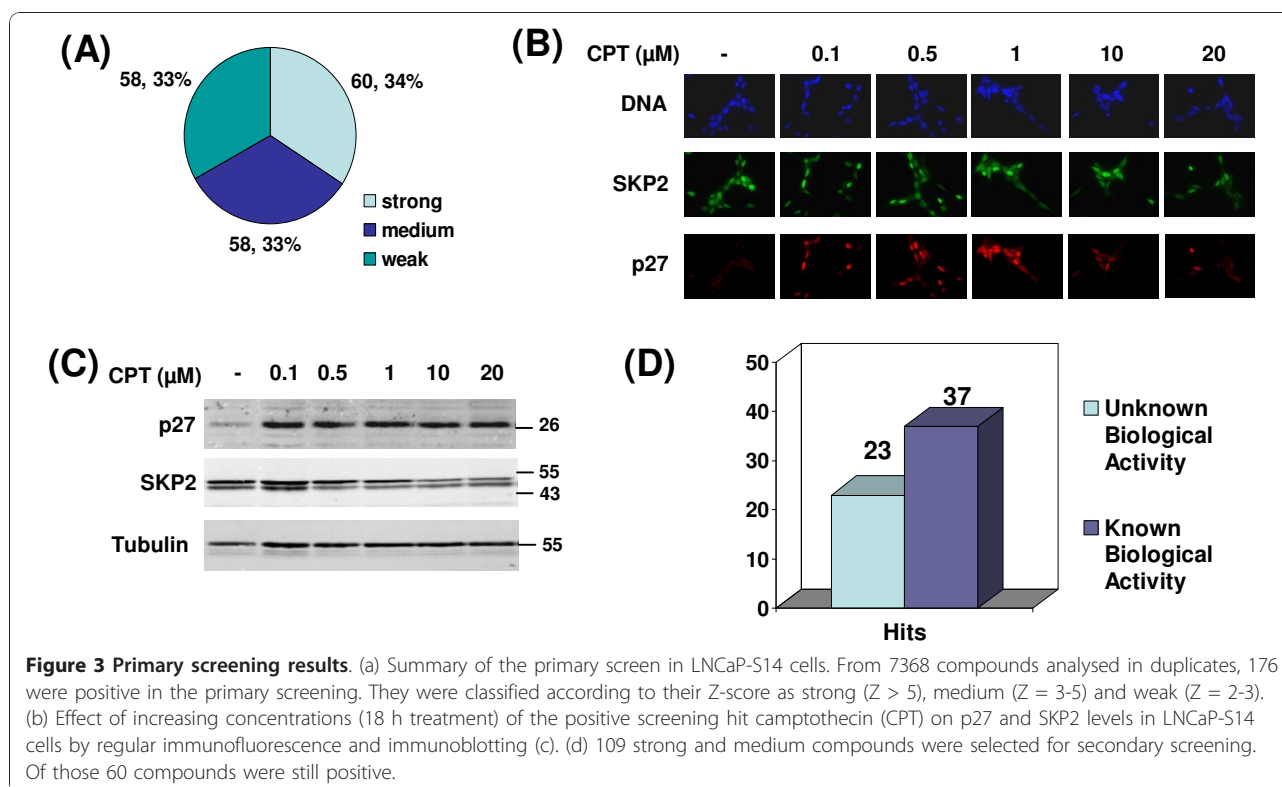 (A)
58, 33%
60, 34%
58, 33%
strong
medium
weak
(B)
CPT (µM) - 0.1 0.5 1 10 20
DNA
SKP2
p27
(C)
CPT (µM) - 0.1 0.5 1 10 20
p27
26
SKP2
55
43
Tubulin
55
(D)
50
40
30
20
10
0
23
37
Hits
Unknown
Biological
Activity
Known
Biological
Activity
Figure 3 Primary screening results. (a) Summary of the primary screen in LNCaP-S14 cells. From 7368 compounds analysed in duplicates, 176
were positive in the primary screening. They were classified according to their Z-score as strong (Z > 5), medium (Z = 3-5) and weak (Z = 2-3).
(b) Effect of increasing concentrations (18 h treatment) of the positive screening hit camptothecin (CPT) on p27 and SKP2 levels in LNCaP-S14
cells by regular immunofluorescence and immunoblotting (c). (d) 109 strong and medium compounds were selected for secondary screening.
Of those 60 compounds were still positive.